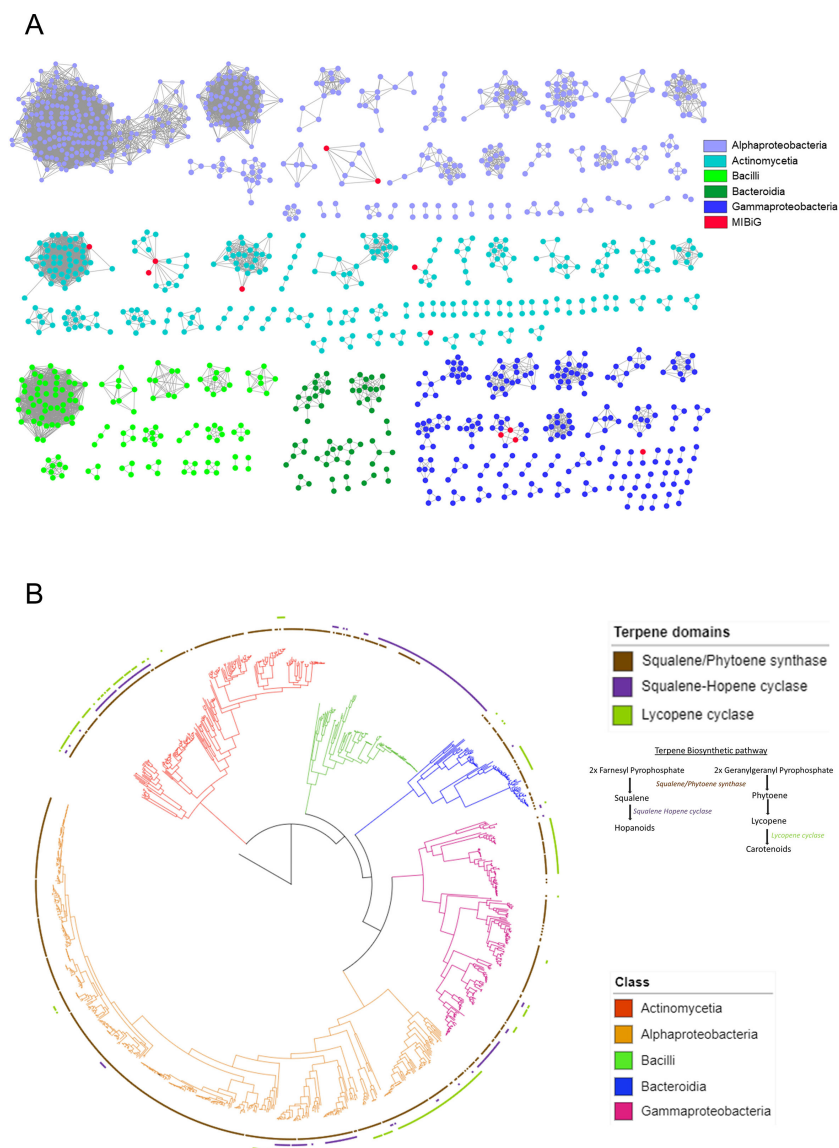 A
Alphaproteobacteria
Actinomycetia
Bacilli
Bacteroidia
Gammaproteobacteria
MIBiG
B
Terpene domains
Squalene/Phytoene synthase
Squalene-Hopene cyclase
Lycopene cyclase
Terpene Biosynthetic pathway
2x Farnesyl Pyrophosphate 2x Geranylgeranyl Pyrophosphate
Squalene/Phytoene synthase
Squalene Phytoene
Squalene Hopene cyclase
Hopanoids Lycopene
Lycopene cyclase
Carotenoids
Class
Actinomycetia
Alphaproteobacteria
Bacilli
Bacteroidia
Gammaproteobacteria